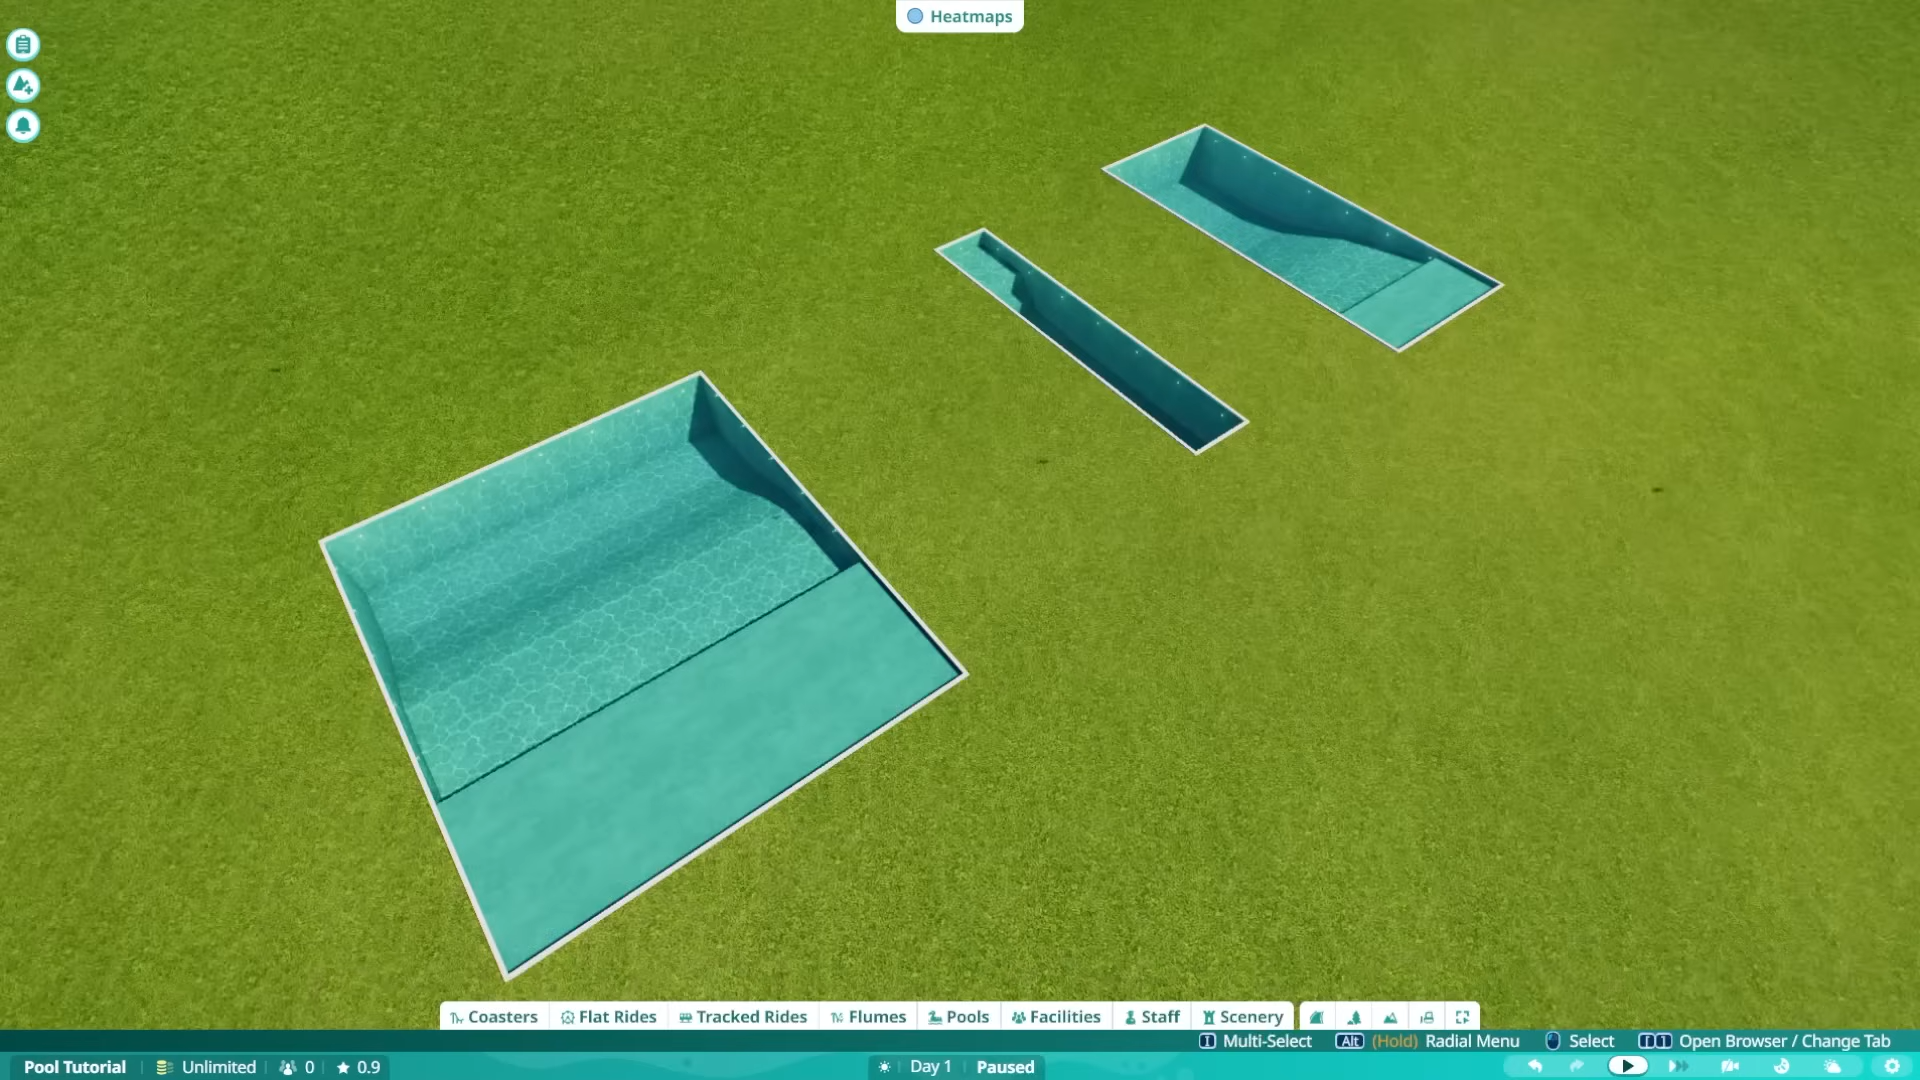 Heatmaps
Coasters Flat Rides Tracked Rides Flumes Pools Facilities Staff Scenery
Multi-Select Alt (Hold) Radial Menu Select Open Browser / Change Tab
Pool Tutorial Unlimited 0 0.9 Day 1 Paused